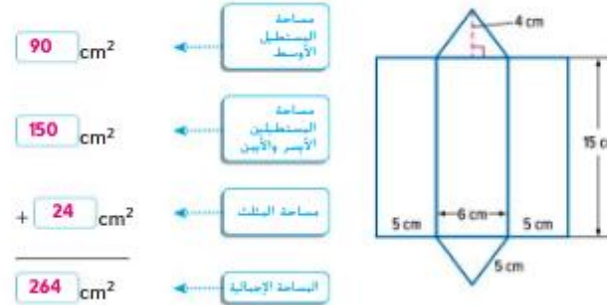 90 cm²
مساحة
المستطيل
الأوسط
150 cm²
مساحة
المستطيلين
الأيسر والأيمن
+ 24 cm²
مساحة المثلث
264 cm²
المساحة الإجمالية
4 cm
15 c
5 cm
6 cm
5 cm
5 cm